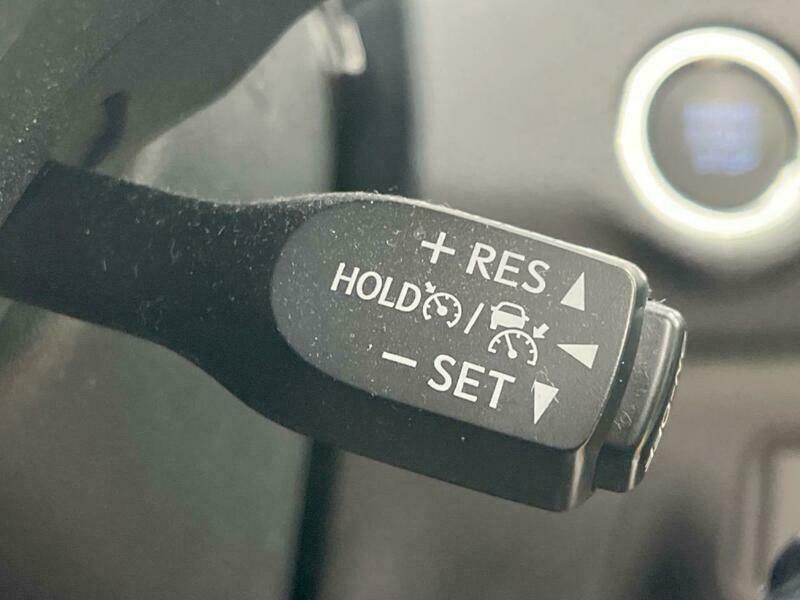 + RES
HOLD /
− SET